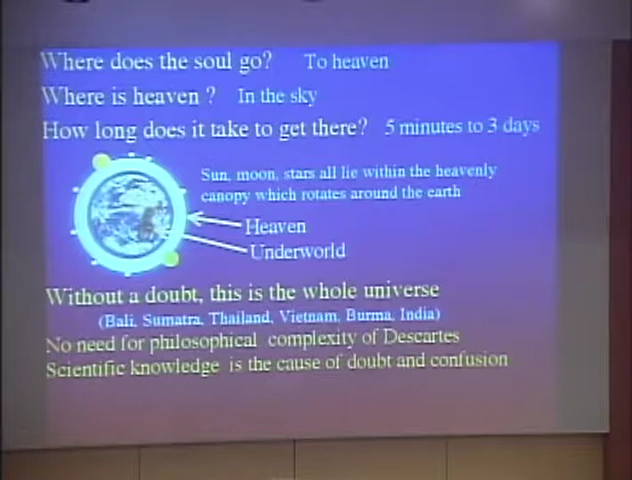 Where does the soul go? To heaven
Where is heaven ? In the sky
How long does it take to get there? 5 minutes to 3 days
Sun, moon, stars all lie within the heavenly
canopy which rotates around the earth
Heaven
Underworld
Without a doubt, this is the whole universe
(Bali, Sumatra, Thailand, Vietnam, Burma, India)
No need for philosophical complexity of Descartes
Scientific knowledge is the cause of doubt and confusion